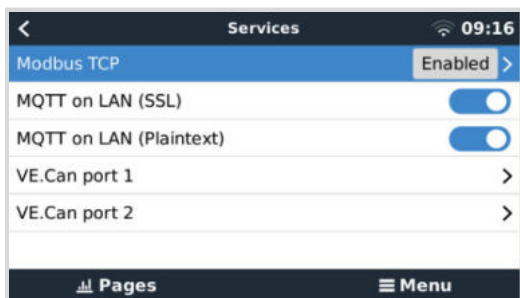 Services 09:16
Modbus TCP Enabled
MQTT on LAN (SSL)
MQTT on LAN (Plaintext)
VE.Can port 1
VE.Can port 2
Pages Menu